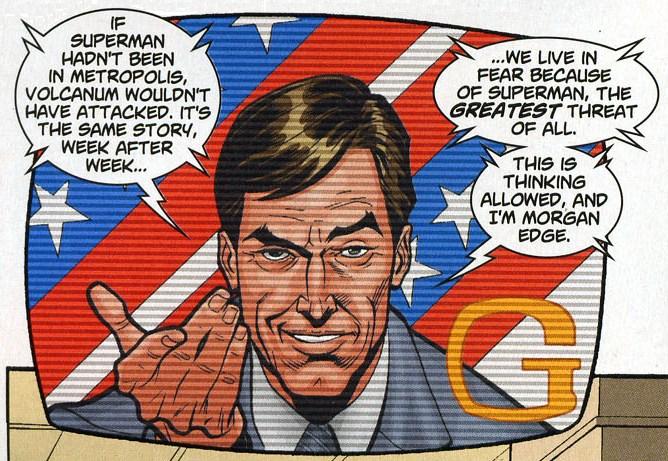 IF
SUPERMAN
HADN'T BEEN
IN METROPOLIS,
VOLCANUM WOULDN'T
HAVE ATTACKED. IT'S
THE SAME STORY,
WEEK AFTER
WEEK...
...WE LIVE IN
FEAR BECAUSE
OF SUPERMAN, THE
GREATEST THREAT
OF ALL.
THIS IS
THINKING
ALLOWED, AND
I'M MORGAN
EDGE.
G